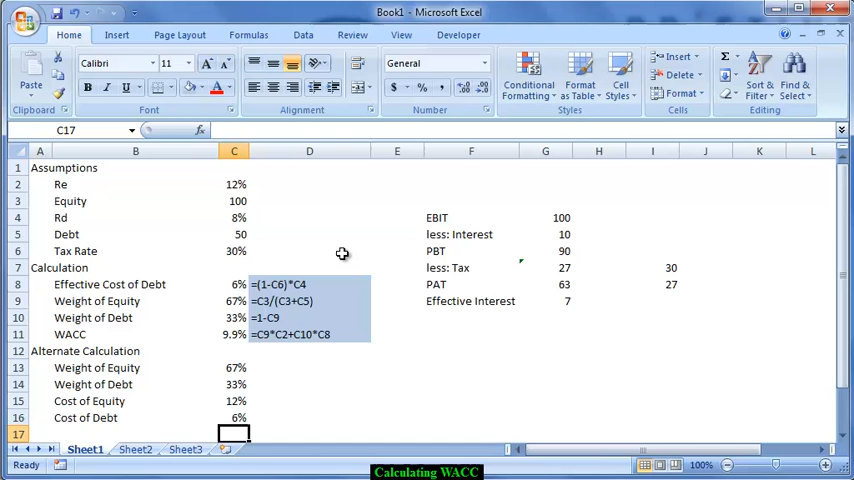 Book1 - Microsoft Excel
Home Insert Page Layout Formulas Data Review View Developer
Paste
Clipboard
Calibri 11 A A
B I U A
Font
Alignment
General
$ % ,
Number
Conditional Formatting
Format as Table
Cell Styles
Styles
Insert
Delete
Format
Cells
Σ
Sort & Filter
Find & Select
Editing
C17 fx
A B C D E F G H I J K L
1 Assumptions
2 Re 12%
3 Equity 100
4 Rd 8% EBIT 100
5 Debt 50 less: Interest 10
6 Tax Rate 30% PBT 90
7 Calculation less: Tax 27 30
8 Effective Cost of Debt 6% =(1-C6)*C4 PAT 63 27
9 Weight of Equity 67% =C3/(C3+C5) Effective Interest 7
10 Weight of Debt 33% =1-C9
11 WACC 9.9% =C9*C2+C10*C8
12 Alternate Calculation
13 Weight of Equity 67%
14 Weight of Debt 33%
15 Cost of Equity 12%
16 Cost of Debt 6%
17
Sheet1 Sheet2 Sheet3
Ready 100%
Calculating WACC